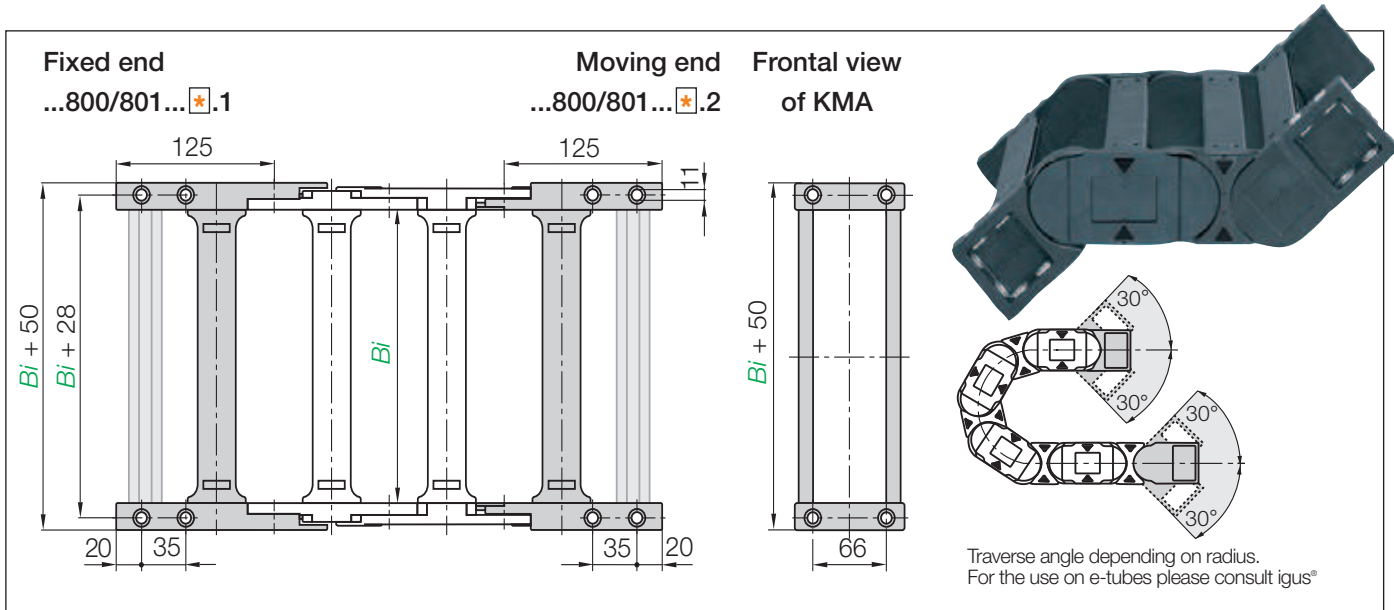 Fixed end
...800/801...*.1
Moving end
...800/801...*.2
Frontal view
of KMA
125
125
11
Bi + 50
Bi + 28
Bi
Bi + 50
20
35
35
20
66
30°
30°
30°
30°
Traverse angle depending on radius.
For the use on e-tubes please consult igus®